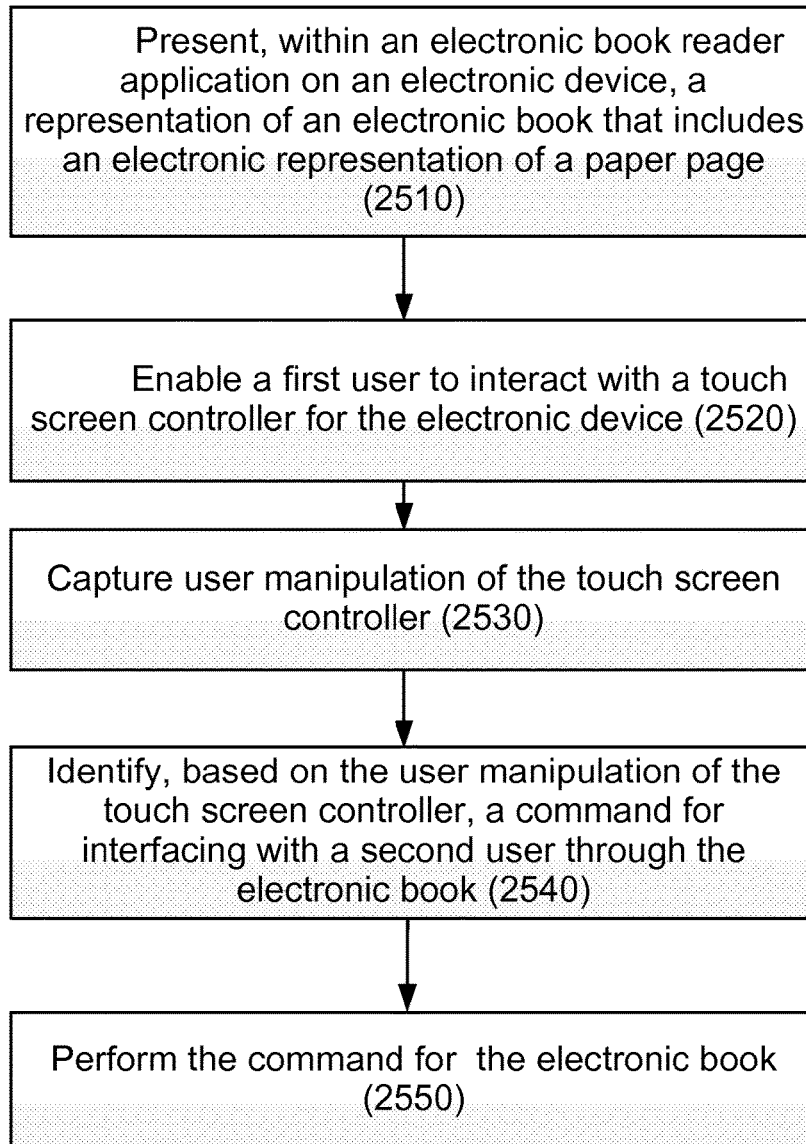 Present, within an electronic book reader
application on an electronic device, a
representation of an electronic book that includes
an electronic representation of a paper page
(2510)
Enable a first user to interact with a touch
screen controller for the electronic device (2520)
Capture user manipulation of the touch screen
controller (2530)
Identify, based on the user manipulation of the
touch screen controller, a command for
interfacing with a second user through the
electronic book (2540)
Perform the command for the electronic book
(2550)